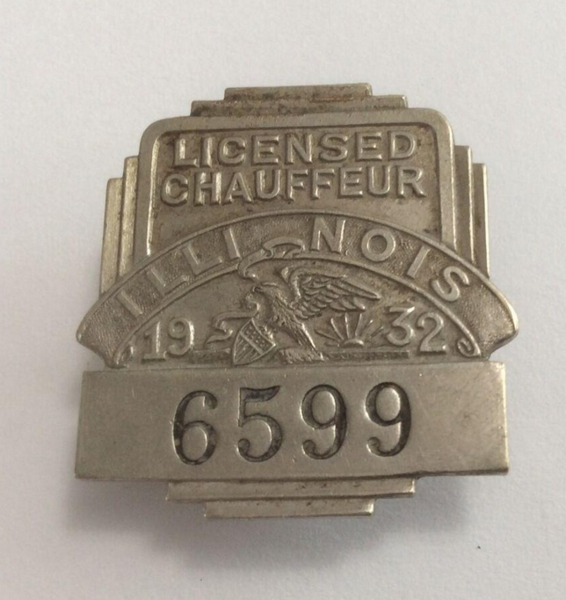 LICENSED
CHAUFFEUR
ILLINOIS
1932
6599